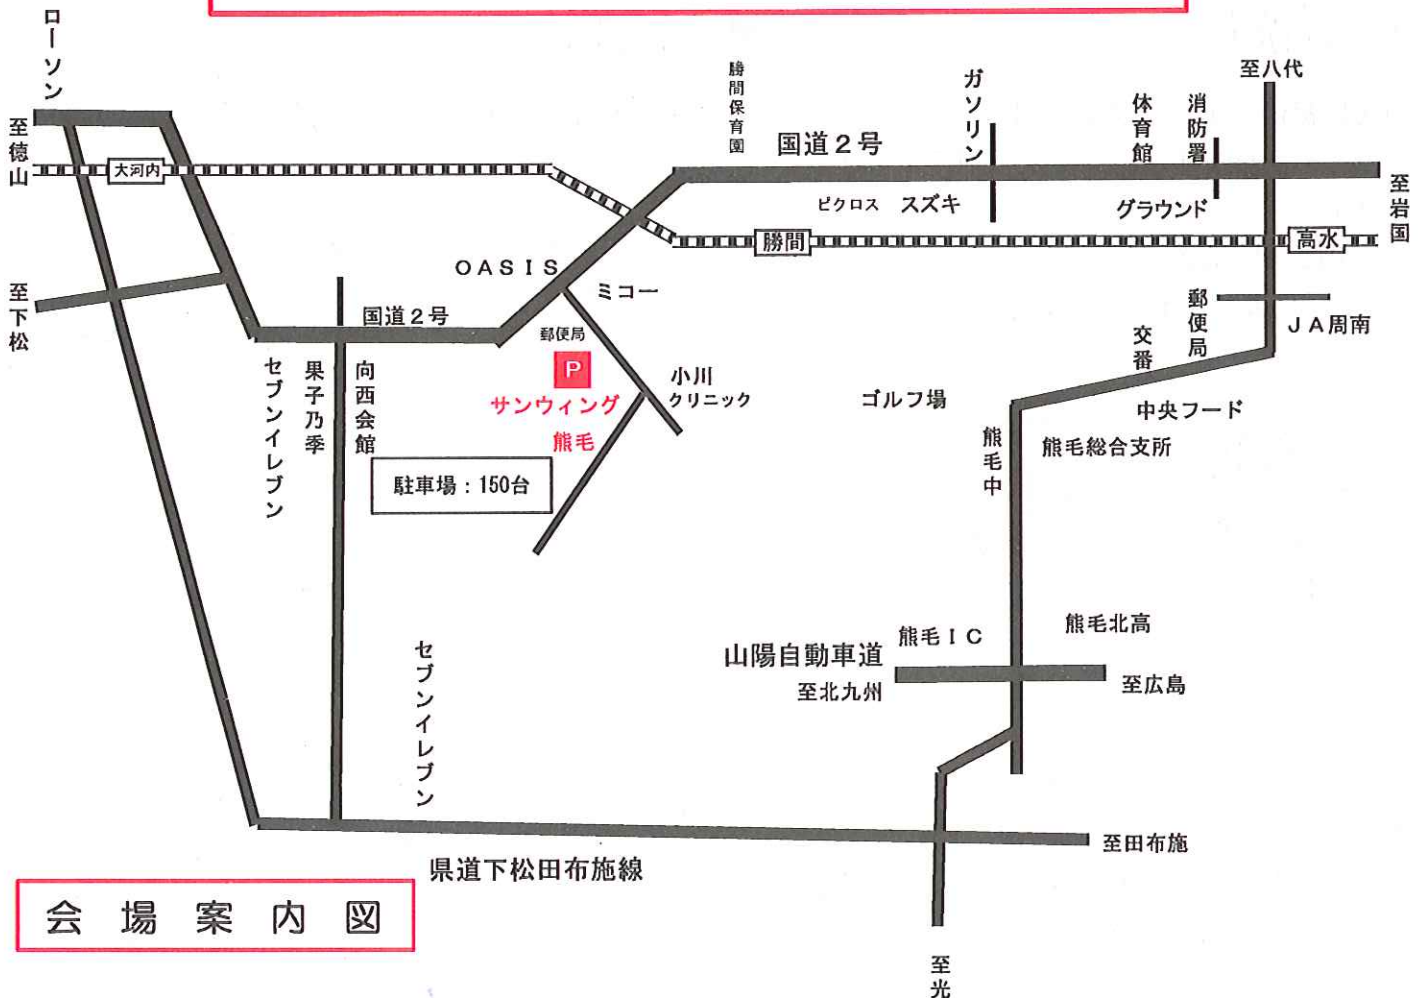 ローソン
至徳山
大河内
至下松
勝間保育園
国道２号
ガソリン
体育館
消防署
至八代
至岩国
ピクロス
スズキ
グラウンド
勝間
高水
ＯＡＳＩＳ
ミコー
国道２号
郵便局
Ｐ
サンウィング
熊毛
小川
クリニック
駐車場：150台
セブンイレブン
果子乃季
向西会館
ゴルフ場
郵便局
ＪＡ周南
交番
中央フード
熊毛中
熊毛総合支所
セブンイレブン
熊毛ＩＣ
熊毛北高
山陽自動車道
至北九州
至広島
県道下松田布施線
至田布施
至光
会場案内図